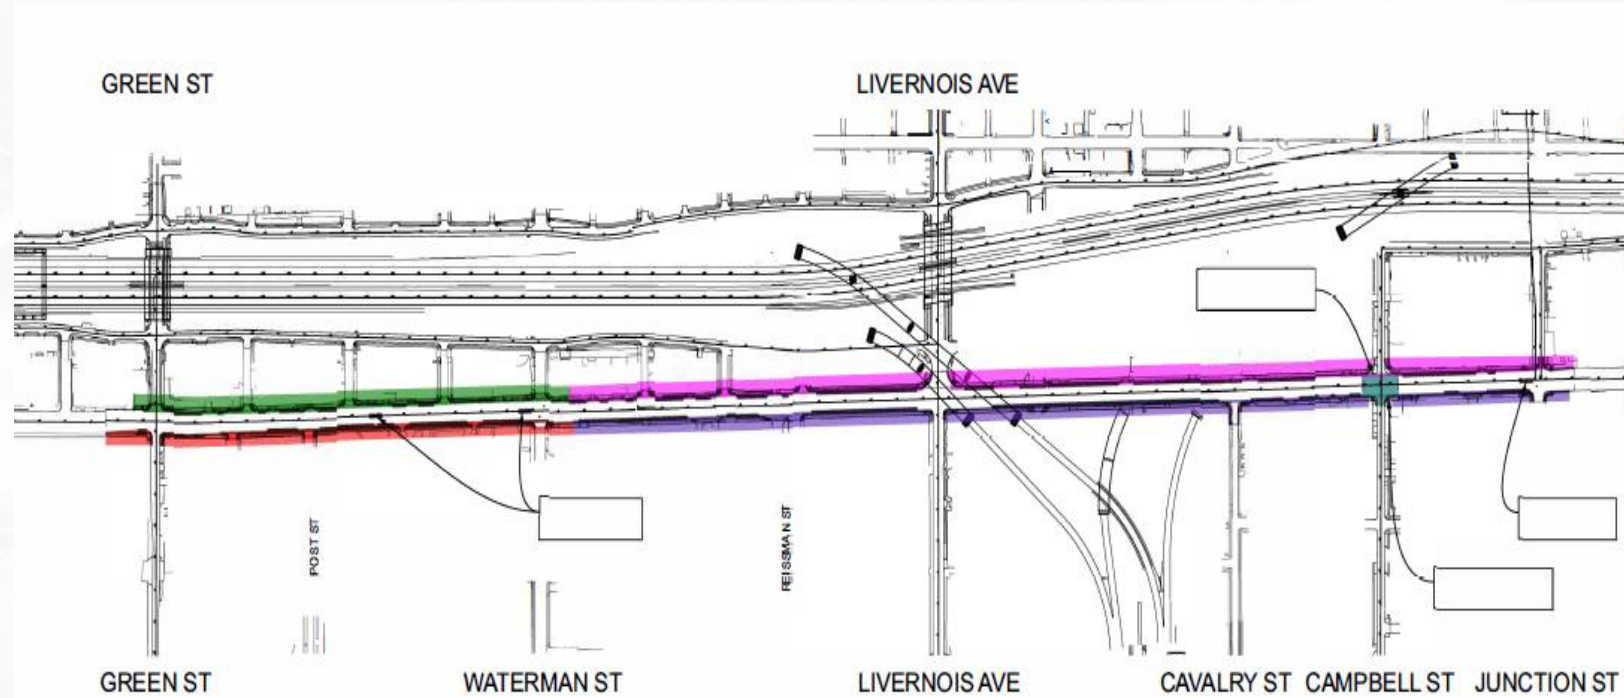 GREEN ST
LIVERNOIS AVE
POST ST
REISSMAN ST
GREEN ST
WATERMAN ST
LIVERNOIS AVE
CAVALRY ST
CAMPBELL ST
JUNCTION ST